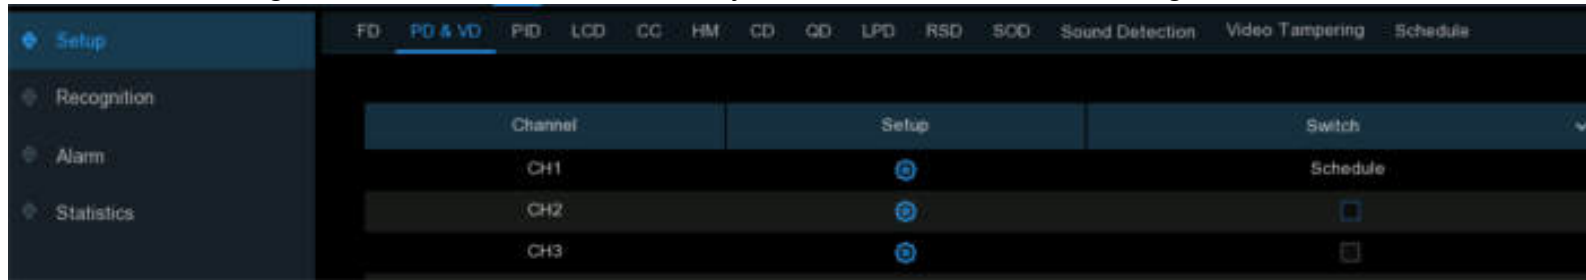 Setup
FD PD & VD PID LCD CC HM CD QD LPD RSD SOD Sound Detection Video Tampering Schedule
Recognition
Channel Setup Switch
Alarm
CH1 Schedule
Statistics
CH2
CH3